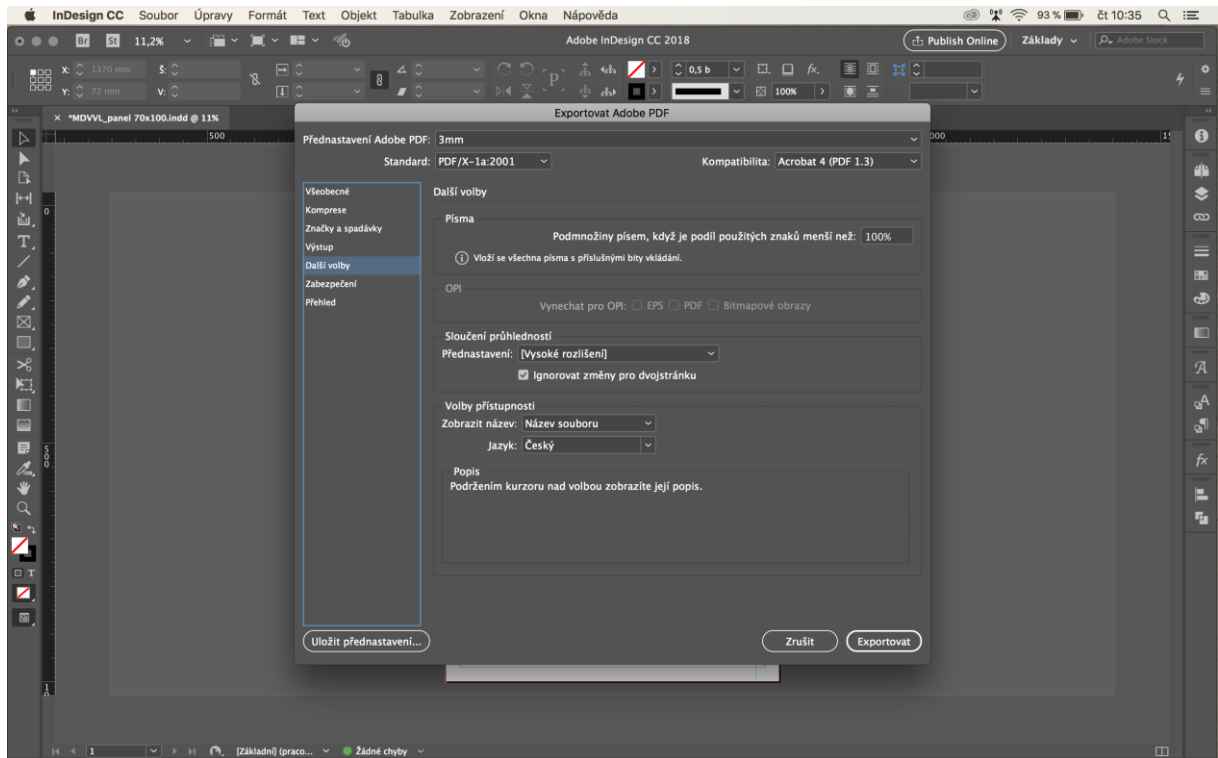 InDesign CC Soubor Úpravy Formát Text Objekt Tabulka Zobrazení Okna Nápověda 93 % čt 10:35
Br St 11,2% Adobe InDesign CC 2018 Publish Online Základy Adobe Stock
X: 1370 mm Š: 0,5 b fx.
Y: 72 mm V: 100%
× *MDVVL_panel 70x100.indd @ 11%
500
Exportovat Adobe PDF
Přednastavení Adobe PDF: 3mm
Standard: PDF/X-1a:2001 Kompatibilita: Acrobat 4 (PDF 1.3)
Všeobecné
Komprese
Značky a spadávky
Výstup
Další volby
Zabezpečení
Přehled
Další volby
Písma
Podmnožiny písem, když je podíl použitých znaků menší než: 100%
Vloží se všechna písma s příslušnými bity vkládání.
OPI
Vynechat pro OPI: EPS PDF Bitmapové obrazy
Sloučení průhledností
Přednastavení: [Vysoké rozlišení]
Ignorovat změny pro dvojstránku
Volby přístupnosti
Zobrazit název: Název souboru
Jazyk: Český
Popis
Podržením kurzoru nad volbou zobrazíte její popis.
Uložit přednastavení... Zrušit Exportovat
1 [Základní] (praco... Žádné chyby